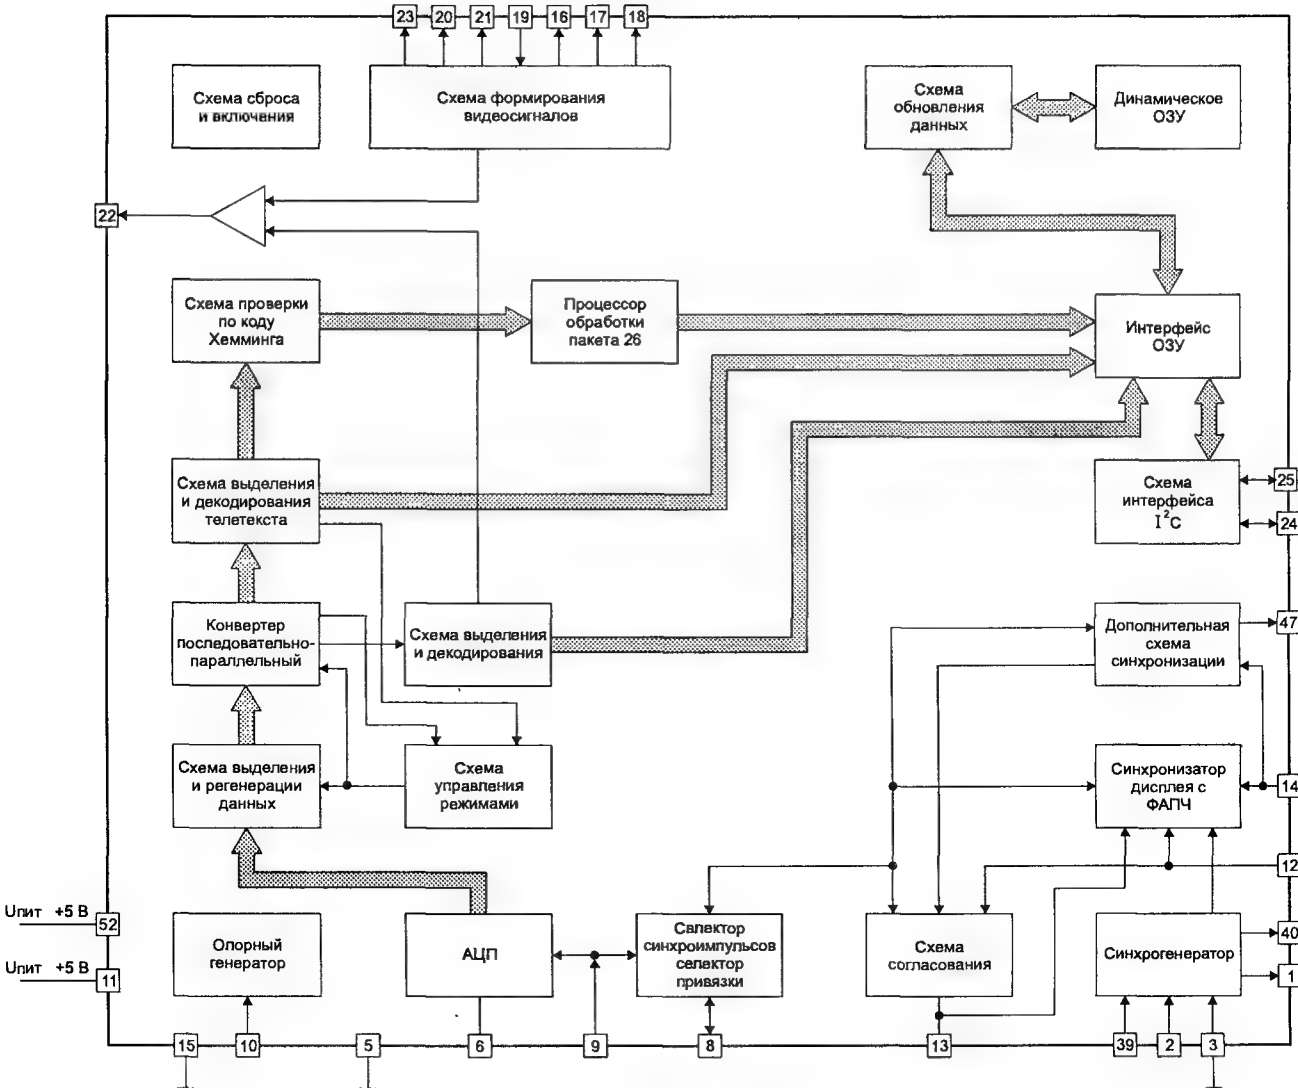 23 20 21 19 16 17 18
Схема сброса
и включения
Схема формирования
видеосигналов
Схема
обновления
данных
Динамическое
ОЗУ
22
Схема проверки
по коду
Хемминга
Процессор
обработки
пакета 26
Интерфейс
ОЗУ
Схема выделения
и декодирования
телетекста
Схема
интерфейса
I²C
25
24
Конвертер
последовательно-
параллельный
Схема выделения
и декодирования
Дополнительная
схема
синхронизации
47
Схема выделения
и регенерации
данных
Схема
управления
режимами
Синхронизатор
дисплея с
ФАПЧ
14
12
Uпит +5 В
52
Uпит +5 В
11
Опорный
генератор
АЦП
Селектор
синхроимпульсов
селектор
привязки
Схема
согласования
Синхрогенератор
40
1
15 10 5 6 9 8 13 39 2 3